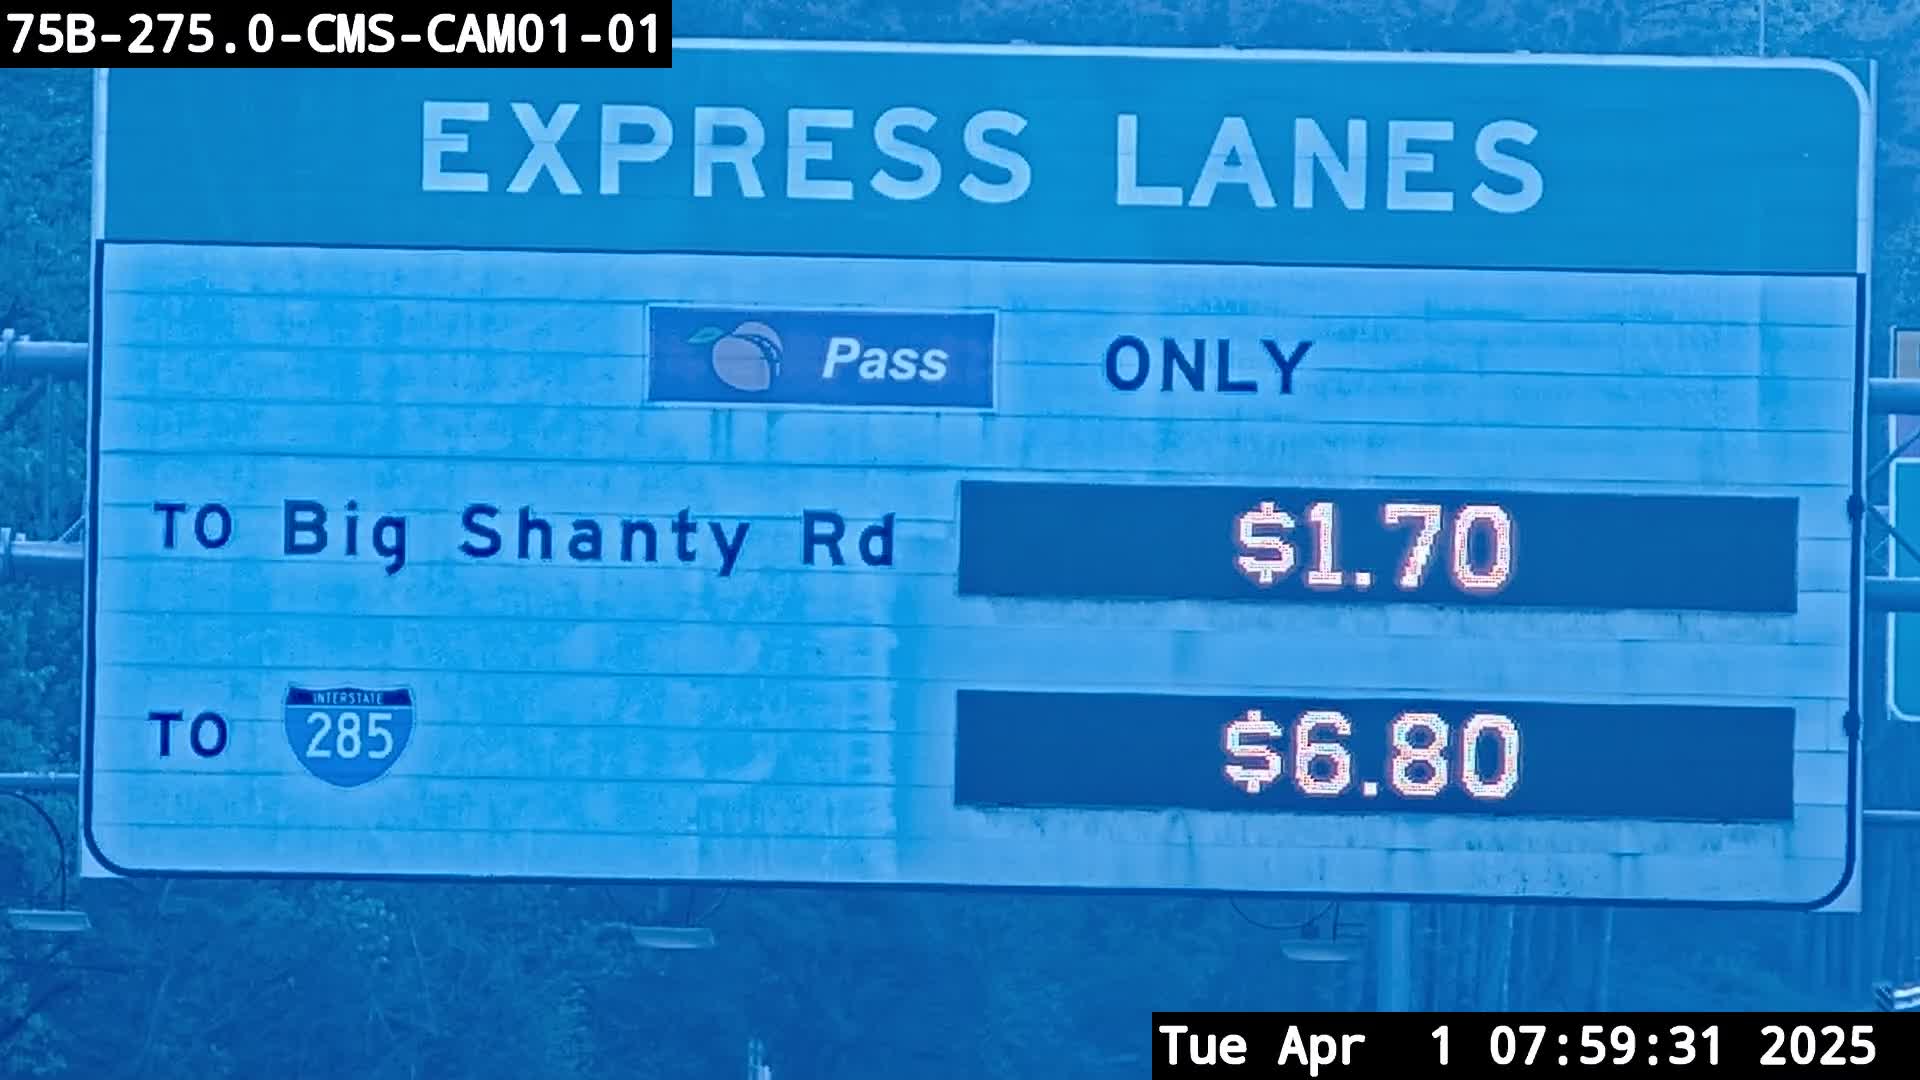 75B-275.0-CMS-CAM01-01
EXPRESS LANES
Pass ONLY
TO Big Shanty Rd $1.70
TO INTERSTATE 285 $6.80
Tue Apr 1 07:59:31 2025